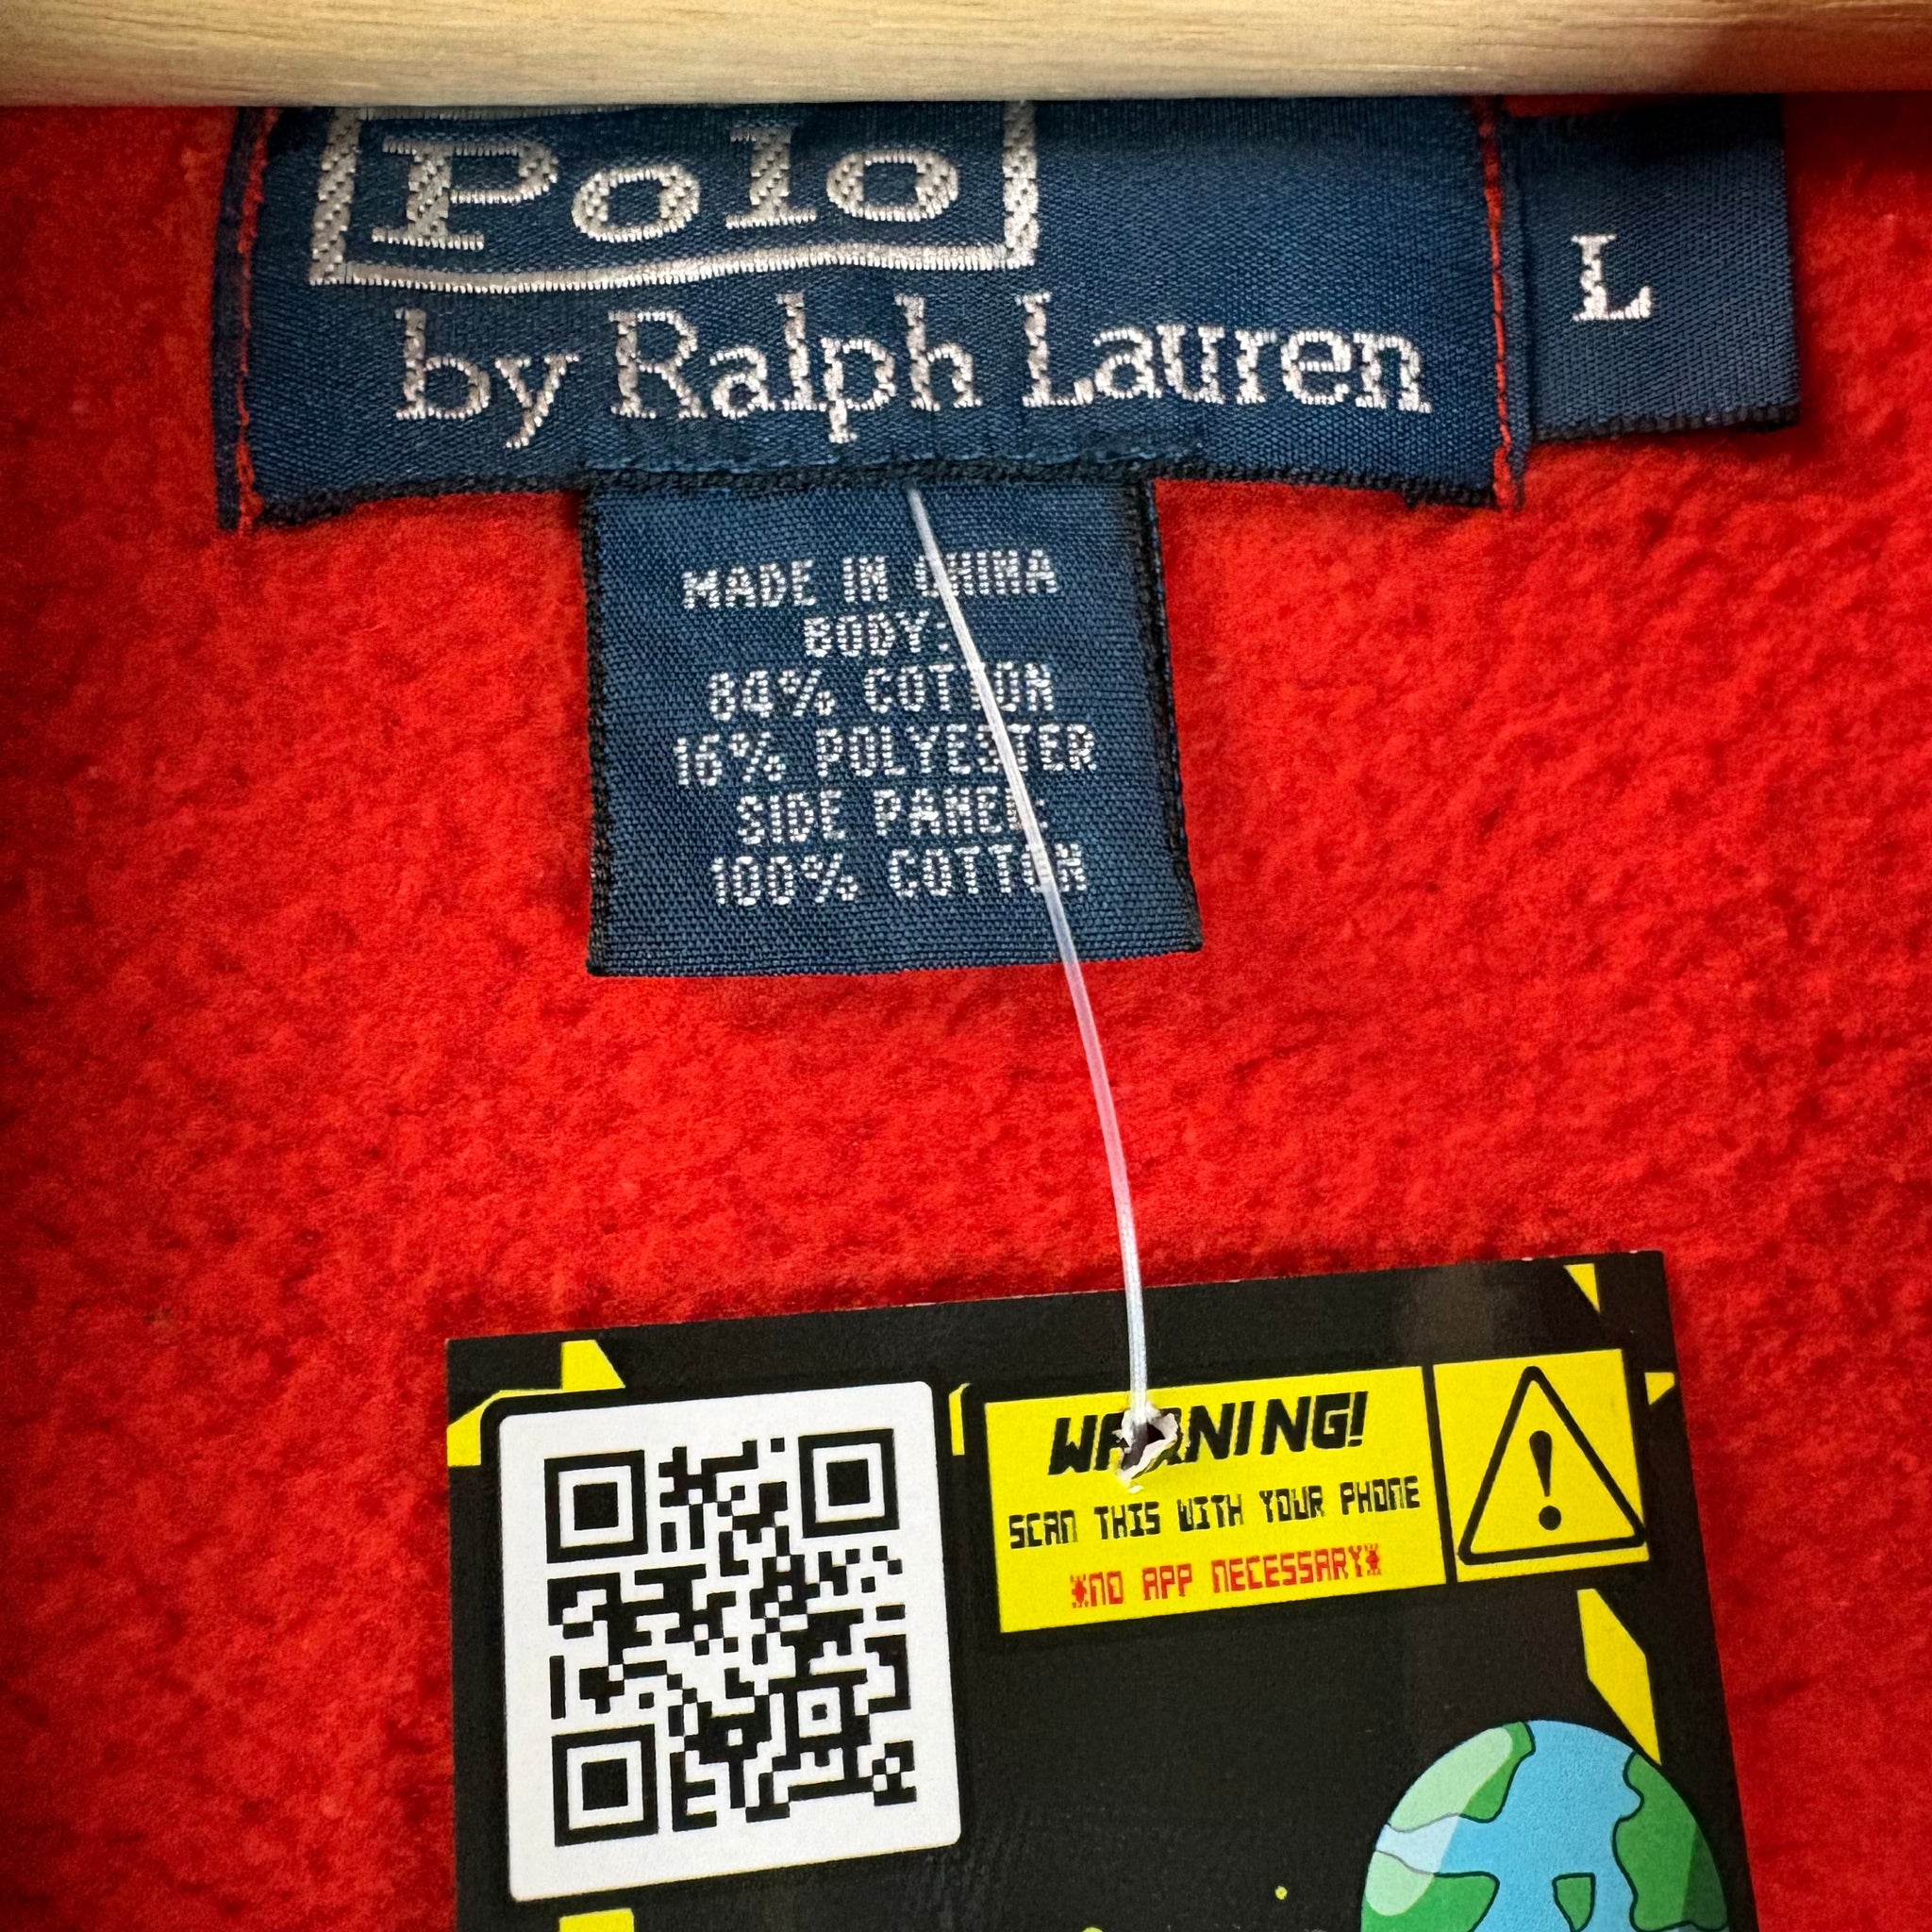 Polo
by Ralph Lauren
L
MADE IN CHINA
BODY:
84% COTTON
16% POLYESTER
SIDE PANEL:
100% COTTON
WARNING!
SCAN THIS WITH YOUR PHONE
*NO APP NECESSARY*